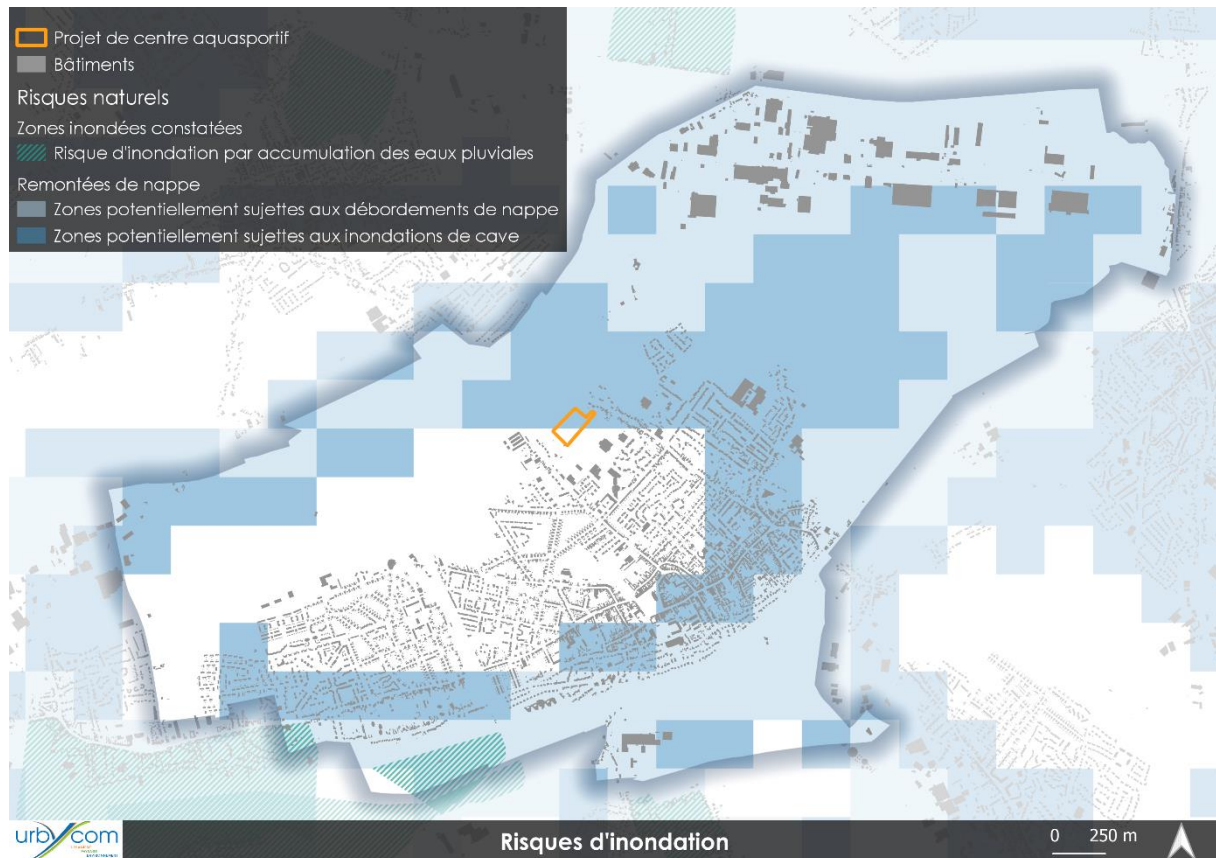 Projet de centre aquasportif
Bâtiments
Risques naturels
Zones inondées constatées
Risque d'inondation par accumulation des eaux pluviales
Remontées de nappe
Zones potentiellement sujettes aux débordements de nappe
Zones potentiellement sujettes aux inondations de cave
urbycom
Risques d'inondation
0 250 m